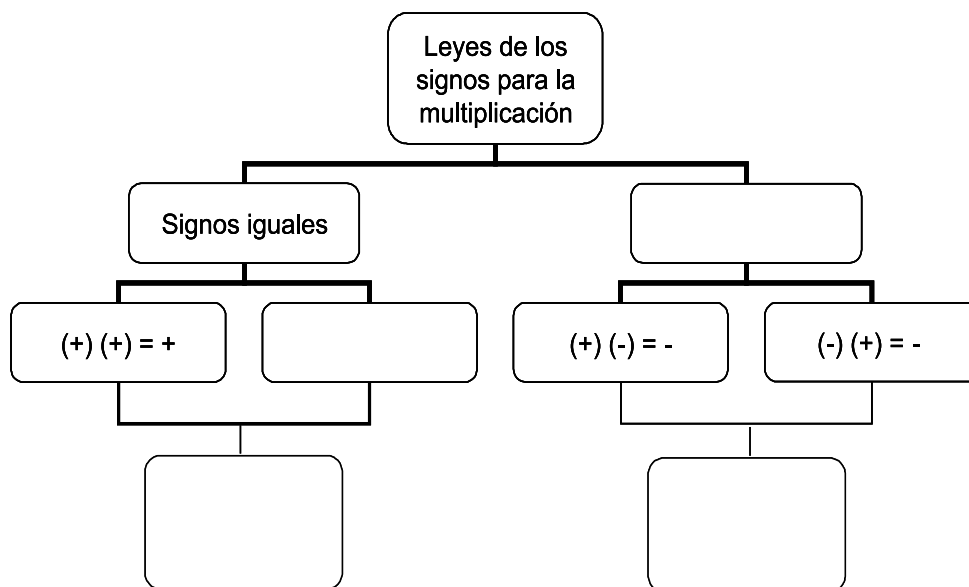 Leyes de los
signos para la
multiplicación
Signos iguales
(+) (+) = +
(+) (-) = -
(-) (+) = -